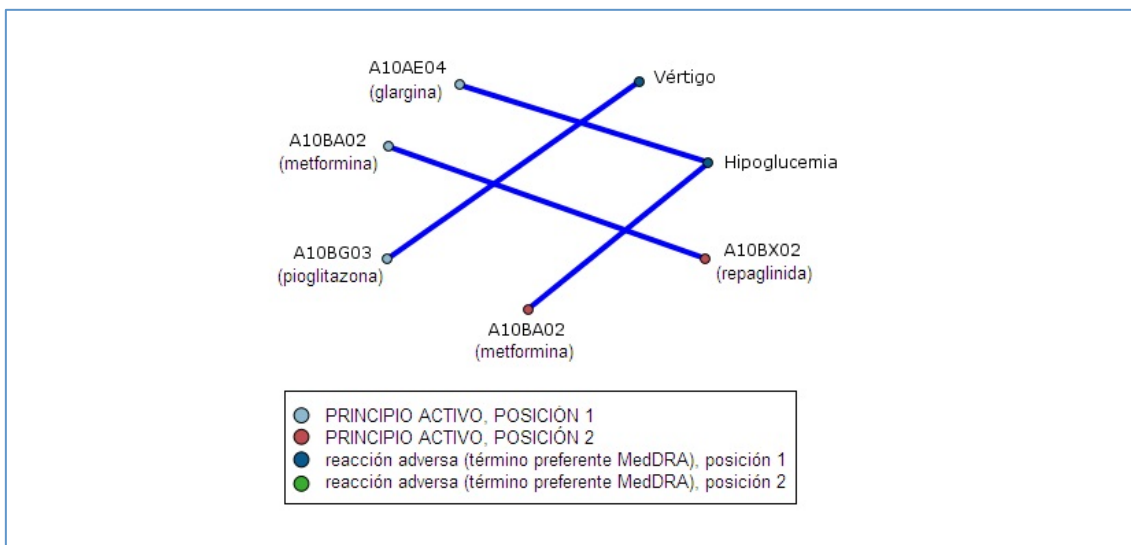 A10AE04
(glargina)
Vértigo
A10BA02
(metformina)
Hipoglucemia
A10BG03
(pioglitazona)
A10BX02
(repaglinida)
A10BA02
(metformina)
PRINCIPIO ACTIVO, POSICIÓN 1
PRINCIPIO ACTIVO, POSICIÓN 2
reacción adversa (término preferente MedDRA), posición 1
reacción adversa (término preferente MedDRA), posición 2